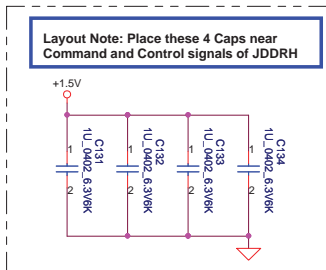 Layout Note: Place these 4 Caps near
Command and Control signals of JDDRH
+1.5V
1
2
C131
1U_0402_6.3V6K
1
2
C132
1U_0402_6.3V6K
1
2
C133
1U_0402_6.3V6K
1
2
C134
1U_0402_6.3V6K